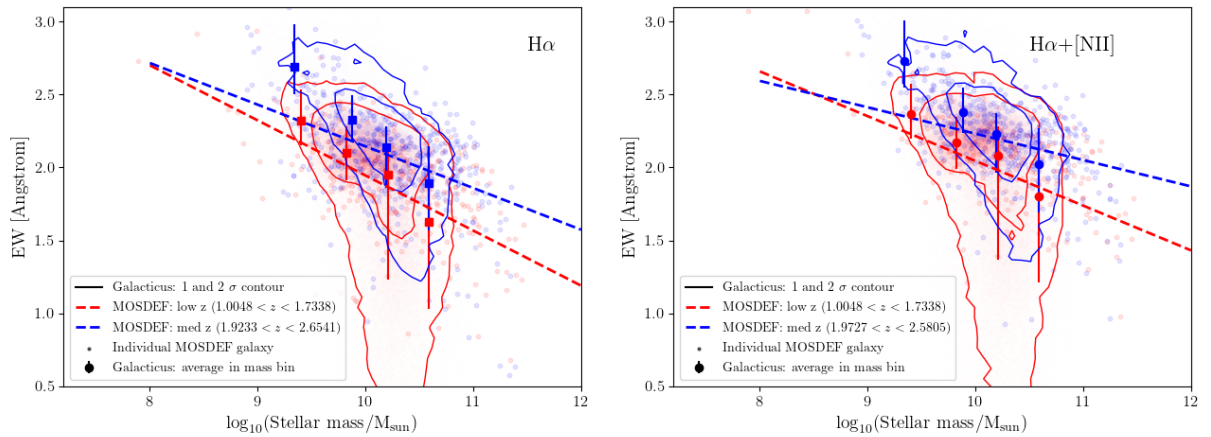 Hα
EW [Angstrom]
3.0
2.5
2.0
1.5
1.0
0.5
Galacticus: 1 and 2 σ contour
MOSDEF: low z (1.0048 < z < 1.7338)
MOSDEF: med z (1.9233 < z < 2.6541)
Individual MOSDEF galaxy
Galacticus: average in mass bin
8 9 10 11 12
log₁₀(Stellar mass/M_sun)
Hα+[NII]
EW [Angstrom]
3.0
2.5
2.0
1.5
1.0
0.5
Galacticus: 1 and 2 σ contour
MOSDEF: low z (1.0048 < z < 1.7338)
MOSDEF: med z (1.9727 < z < 2.5805)
Individual MOSDEF galaxy
Galacticus: average in mass bin
8 9 10 11 12
log₁₀(Stellar mass/M_sun)